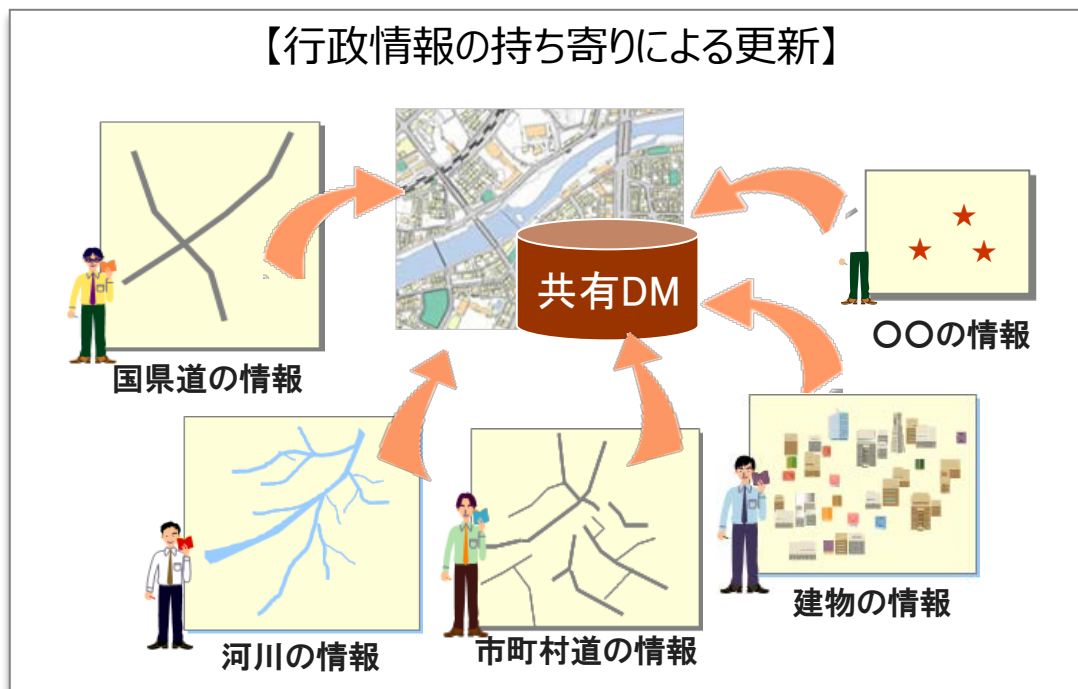 【行政情報の持ち寄りによる更新】
共有DM
国県道の情報
〇〇の情報
河川の情報
市町村道の情報
建物の情報